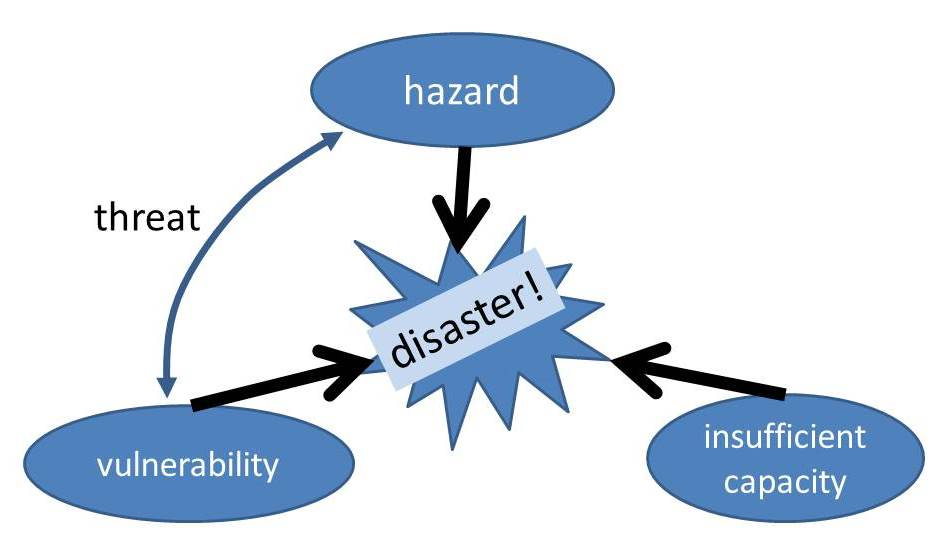 hazard
threat
disaster!
vulnerability
insufficient
capacity